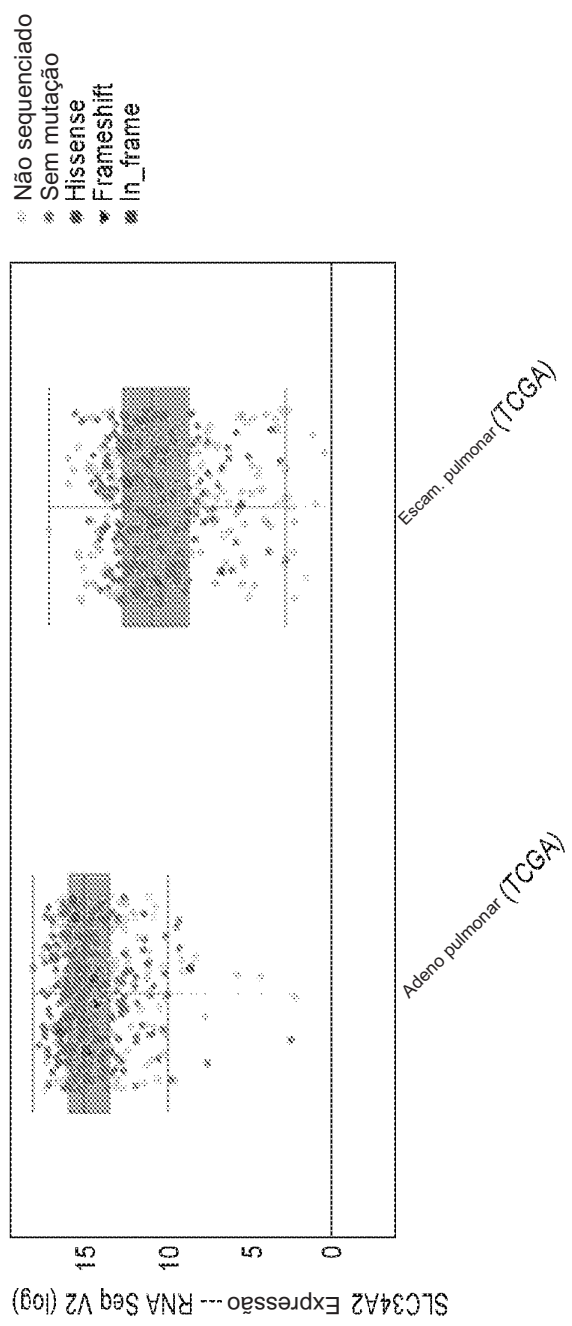 Não sequenciado
Sem mutação
Hissense
Frameshift
In_frame
SLC34A2 Expressão --- RNA Seq V2 (log)
15
10
5
0
Adeno pulmonar (TCGA)
Escam. pulmonar (TCGA)